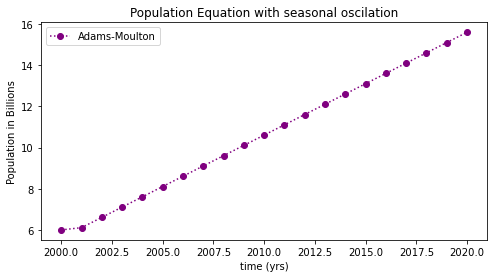 Population Equation with seasonal oscilation
Adams-Moulton
Population in Billions
16
14
12
10
8
6
2000.0 2002.5 2005.0 2007.5 2010.0 2012.5 2015.0 2017.5 2020.0
time (yrs)